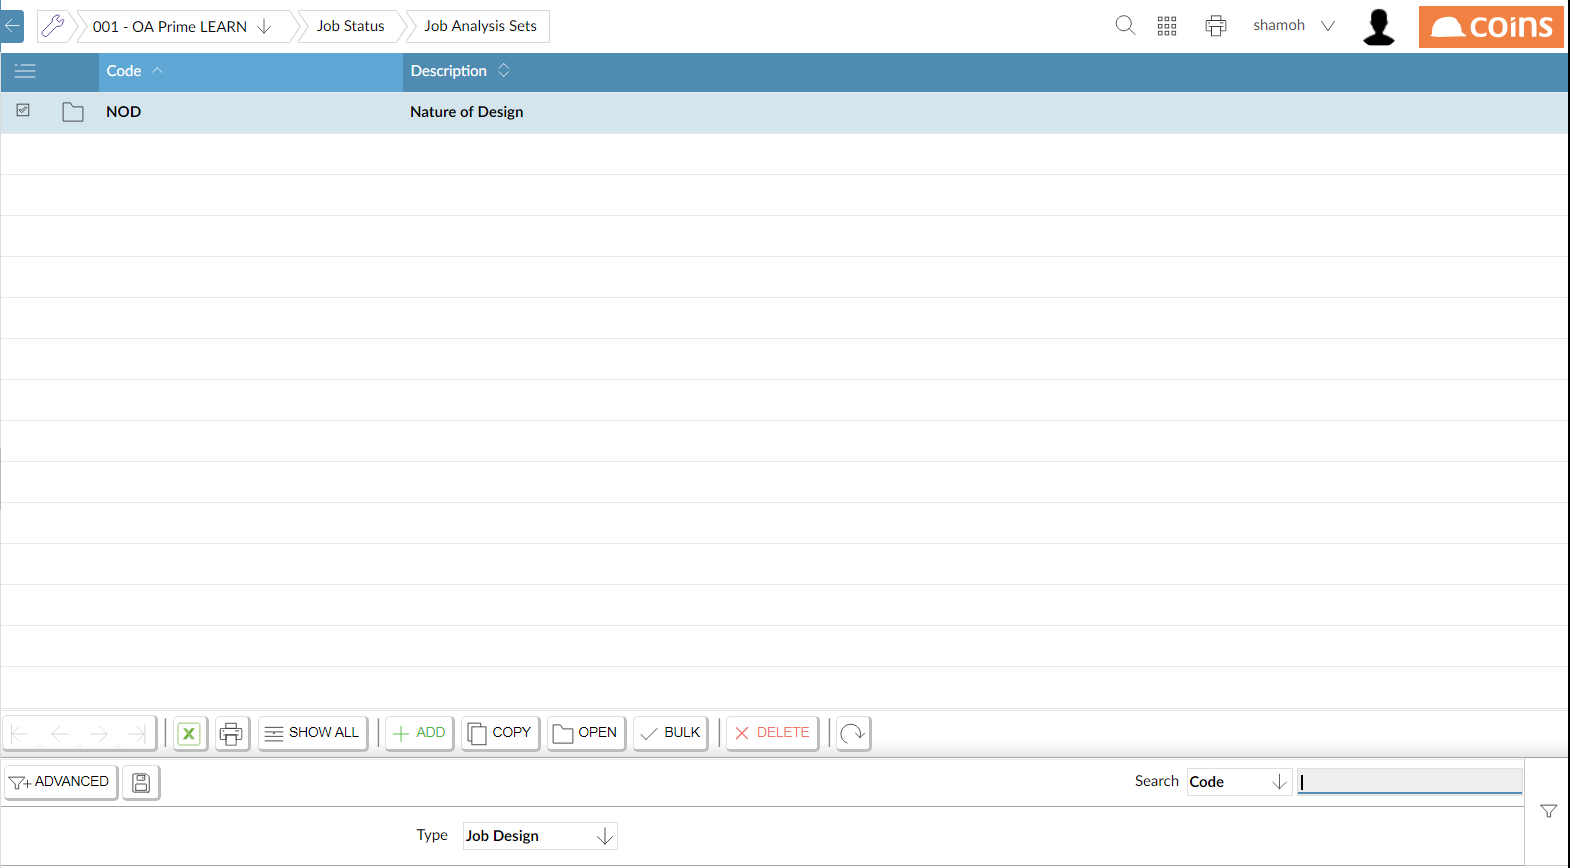 001 - OA Prime LEARN Job Status Job Analysis Sets shamoh coins
Code Description
NOD Nature of Design
SHOW ALL ADD COPY OPEN BULK DELETE
ADVANCED Search Code
Type Job Design